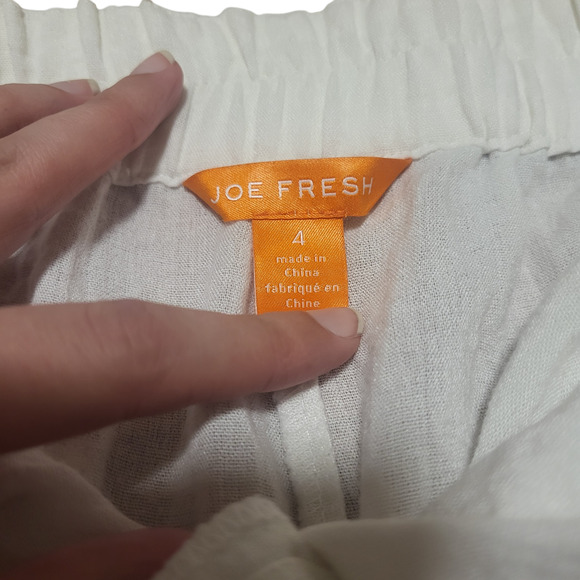 JOE FRESH
4
made in
China
fabriqué en
Chine